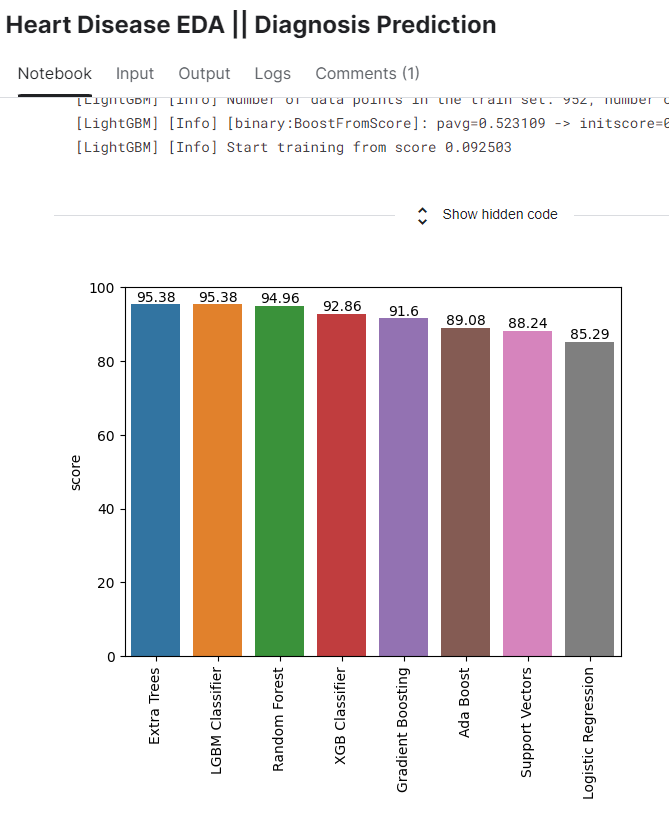 Heart Disease EDA || Diagnosis Prediction
Notebook Input Output Logs Comments (1)
[LightGBM] [Info] Number of data points in the train set: 952, number
[LightGBM] [Info] [binary:BoostFromScore]: pavg=0.523109 -> initscore=0
[LightGBM] [Info] Start training from score 0.092503
Show hidden code
95.38 95.38 94.96 92.86 91.6 89.08 88.24 85.29
100
80
60
40
20
0
score
Extra Trees
LGBM Classifier
Random Forest
XGB Classifier
Gradient Boosting
Ada Boost
Support Vectors
Logistic Regression